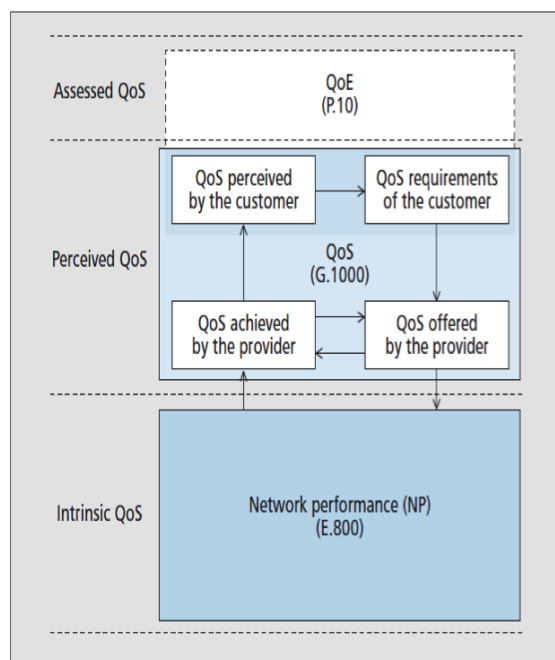 Assessed QoS
QoE
(P.10)
Perceived QoS
QoS perceived
by the customer
QoS requirements
of the customer
QoS
(G.1000)
QoS achieved
by the provider
QoS offered
by the provider
Intrinsic QoS
Network performance (NP)
(E.800)